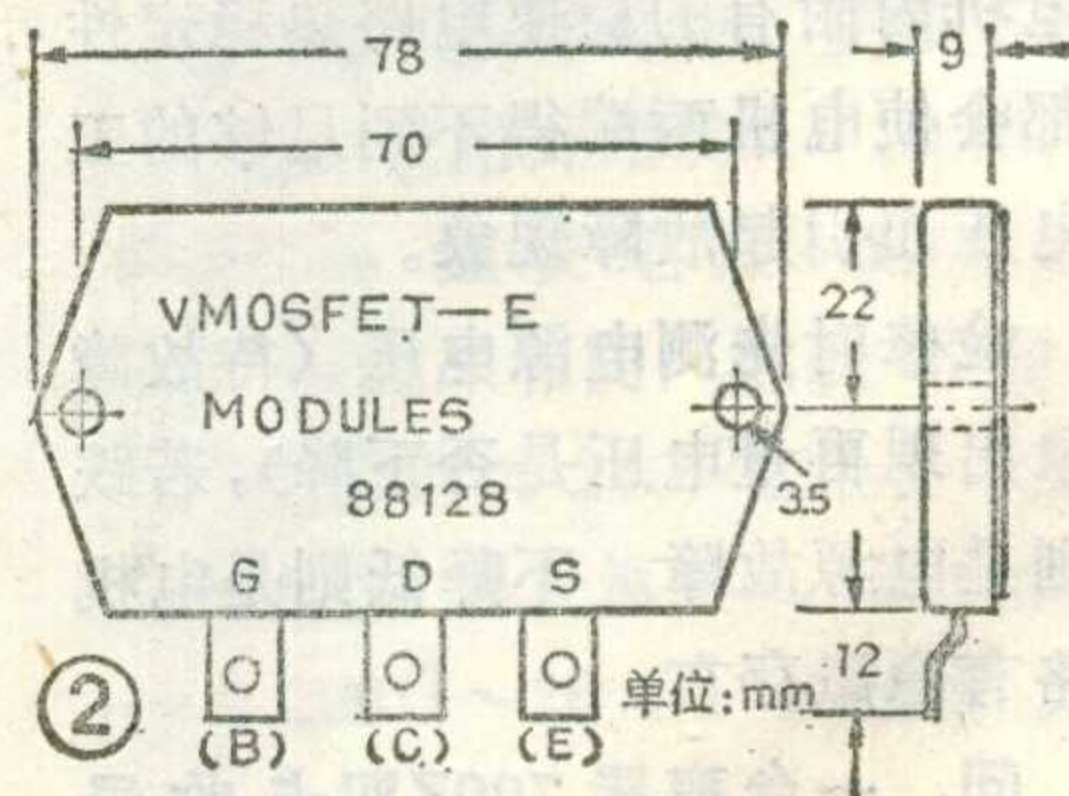 78
9
70
VMOSFET—E
22
MODULES
3.5
88128
G D S
12
单位:mm
②
(B) (C) (E)